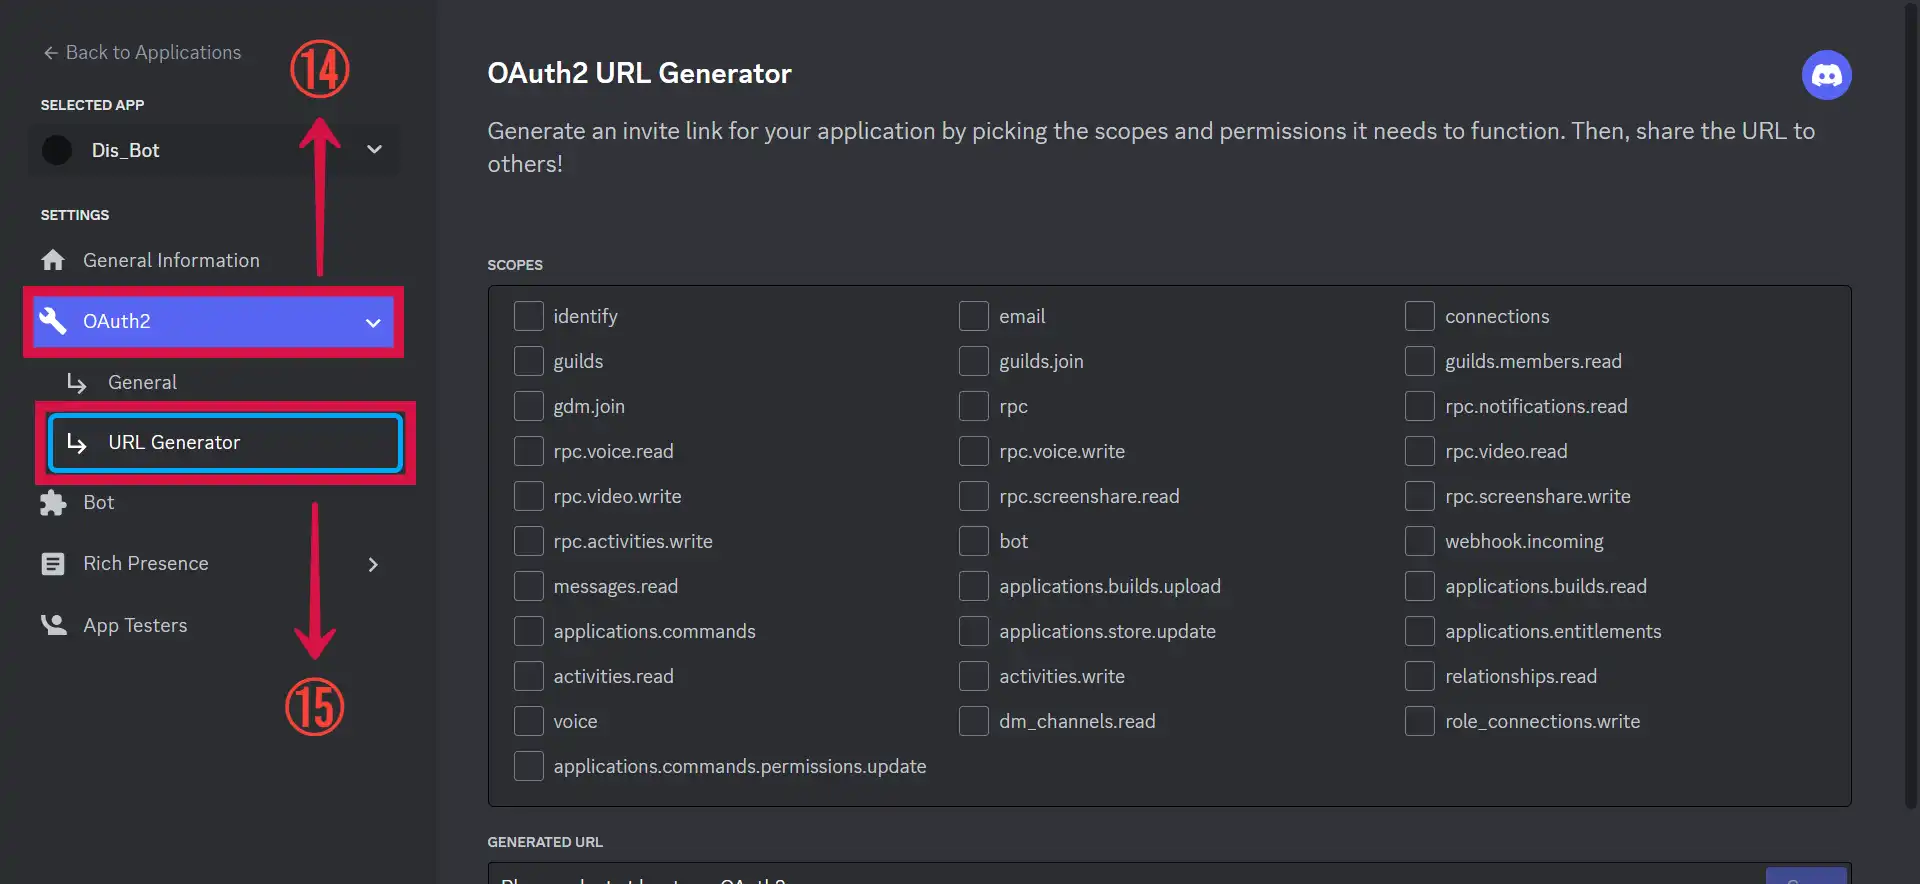 Back to Applications
14
SELECTED APP
Dis_Bot
SETTINGS
General Information
OAuth2
General
URL Generator
Bot
Rich Presence
App Testers
15
OAuth2 URL Generator
Generate an invite link for your application by picking the scopes and permissions it needs to function. Then, share the URL to
others!
SCOPES
identify
email
connections
guilds
guilds.join
guilds.members.read
gdm.join
rpc
rpc.notifications.read
rpc.voice.read
rpc.voice.write
rpc.video.read
rpc.video.write
rpc.screenshare.read
rpc.screenshare.write
rpc.activities.write
bot
webhook.incoming
messages.read
applications.builds.upload
applications.builds.read
applications.commands
applications.store.update
applications.entitlements
activities.read
activities.write
relationships.read
voice
dm_channels.read
role_connections.write
applications.commands.permissions.update
GENERATED URL